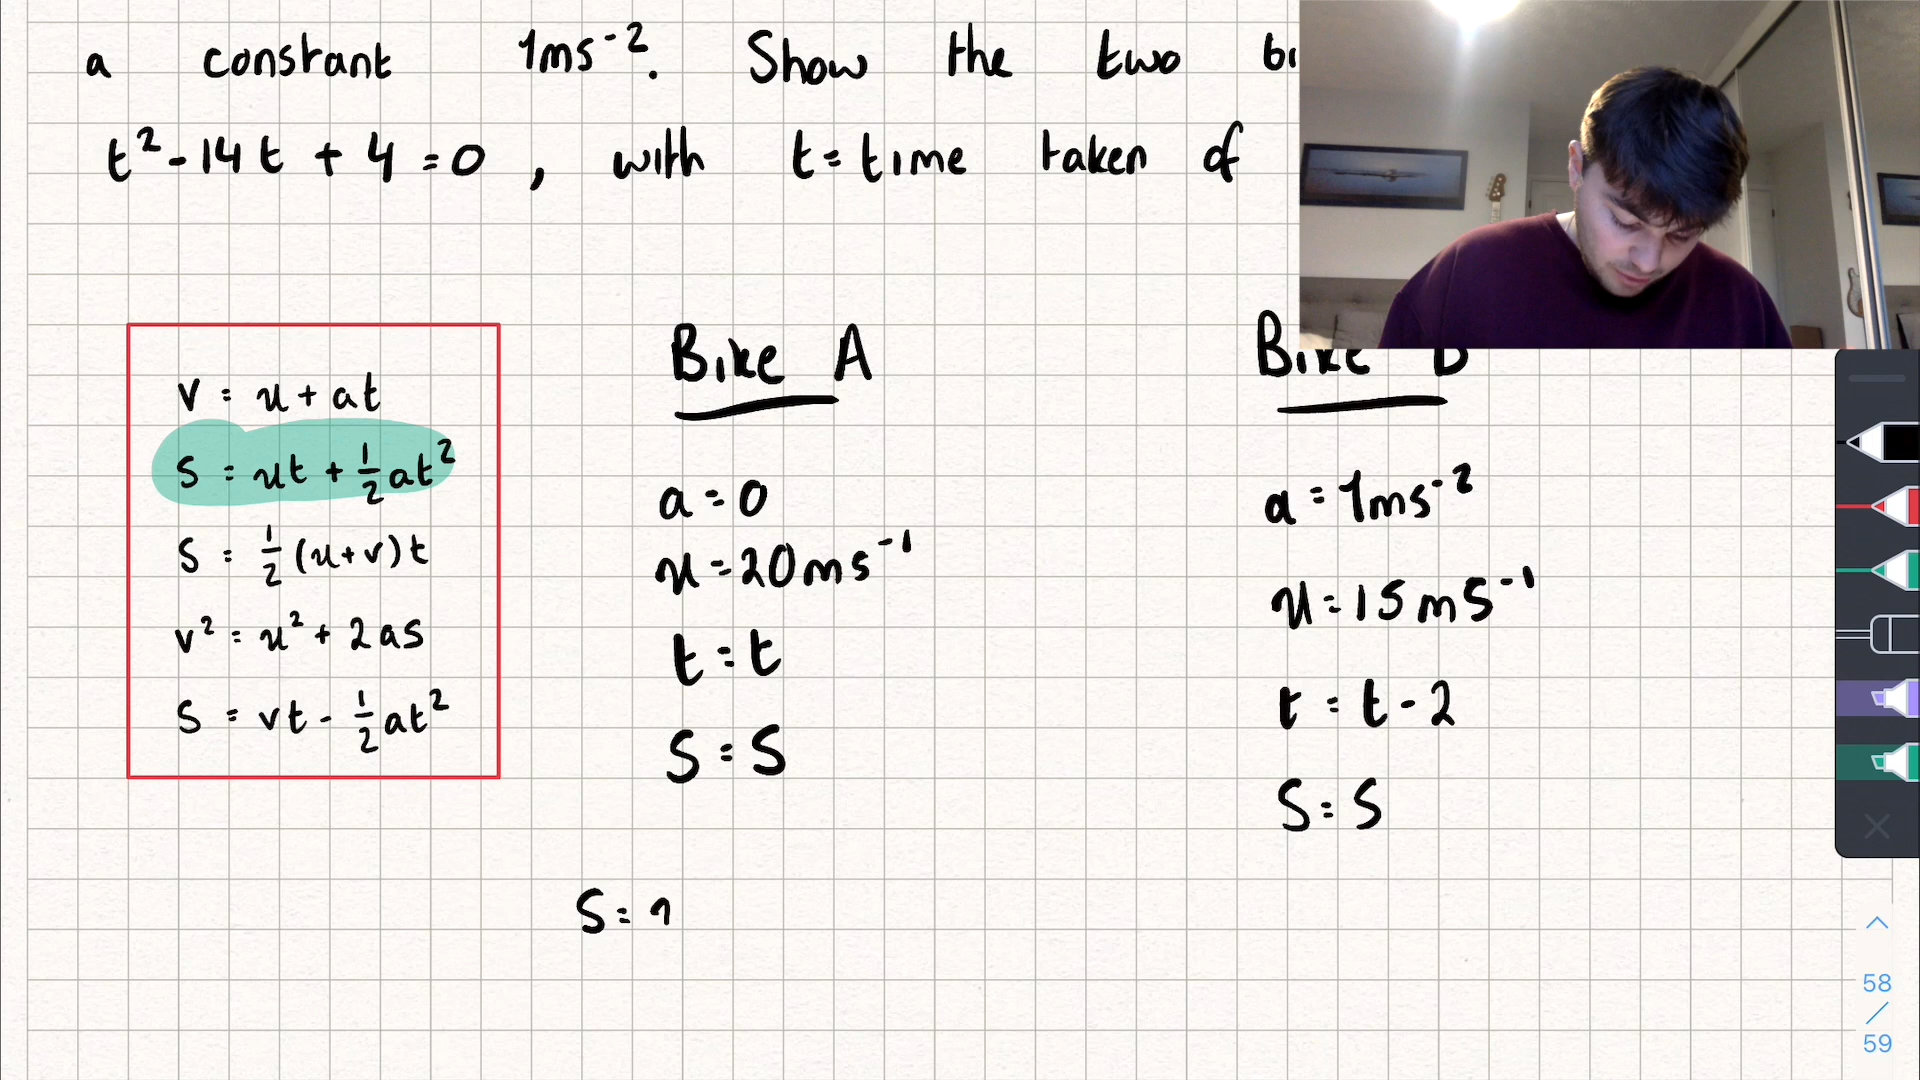 a constant 1ms⁻². Show the two
t² - 14t + 4 = 0 , with t = time taken of
v = u + at
S = ut + ½at²
S = ½(u+v)t
v² = u² + 2as
S = vt - ½at²
Bike A
a = 0
u = 20ms⁻¹
t = t
S = S
S =
Bike
a = 1ms⁻²
u = 15ms⁻¹
t = t - 2
S = S
58
/
59